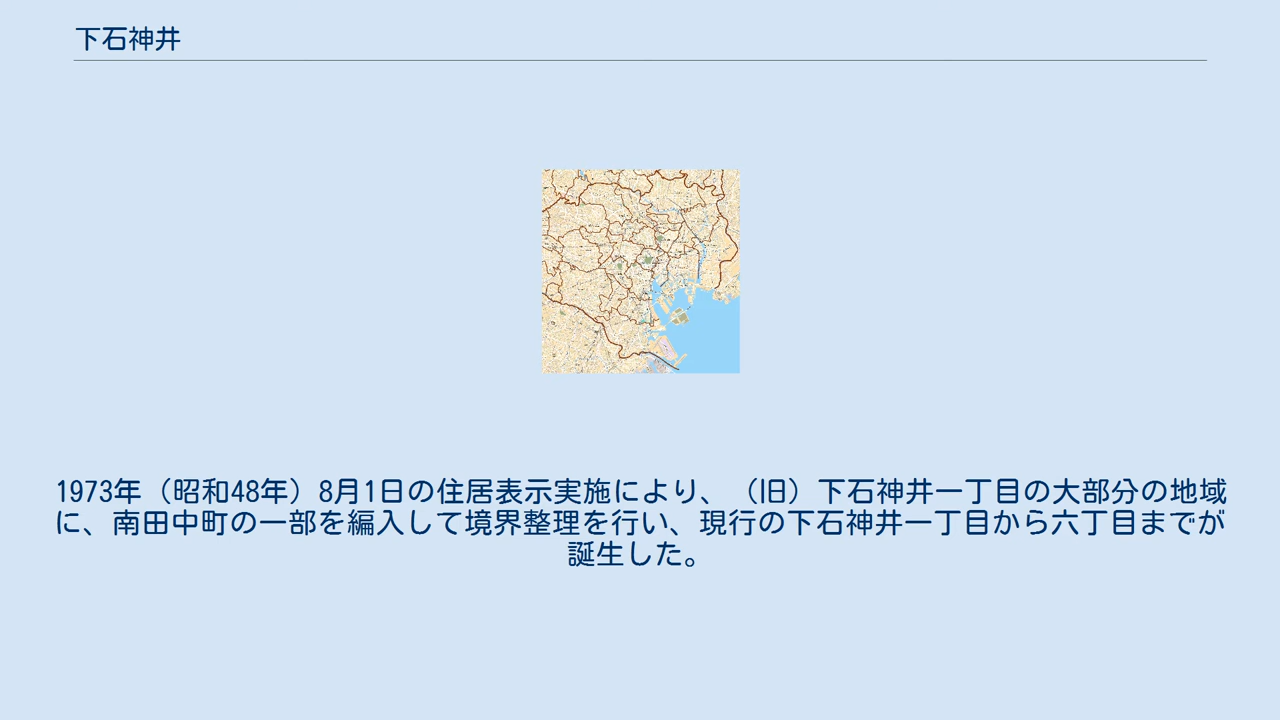 下石神井
1973年（昭和48年）8月1日の住居表示実施により、（旧）下石神井一丁目の大部分の地域
に、南田中町の一部を編入して境界整理を行い、現行の下石神井一丁目から六丁目までが
誕生した。